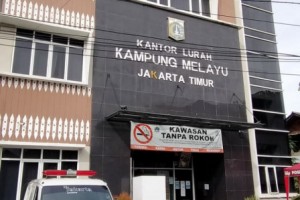 KANTOR LURAH
KAMPUNG MELAYU
JAKARTA TIMUR
KAWASAN
TANPA ROKOK